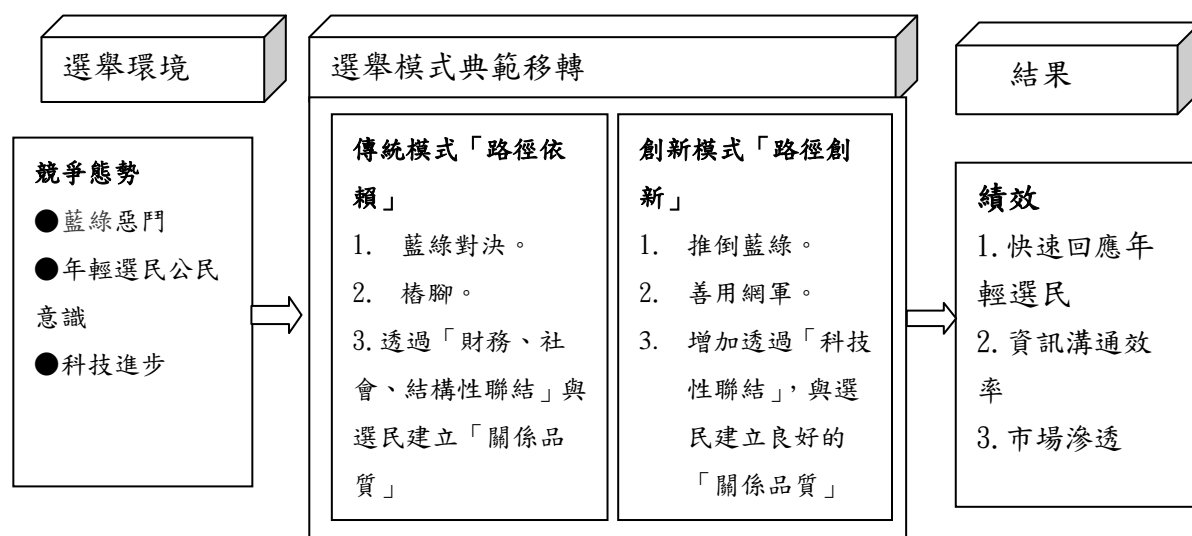 選舉環境
選舉模式典範移轉
結果
競爭態勢
●藍綠惡鬥
●年輕選民公民
意識
●科技進步
傳統模式「路徑依
賴」
1. 藍綠對決。
2. 樁腳。
3.透過「財務、社
會、結構性聯結」與
選民建立「關係品
質」
創新模式「路徑創
新」
1. 推倒藍綠。
2. 善用網軍。
3. 增加透過「科技
性聯結」，與選
民建立良好的
「關係品質」
績效
1.快速回應年
輕選民
2.資訊溝通效
率
3.市場滲透